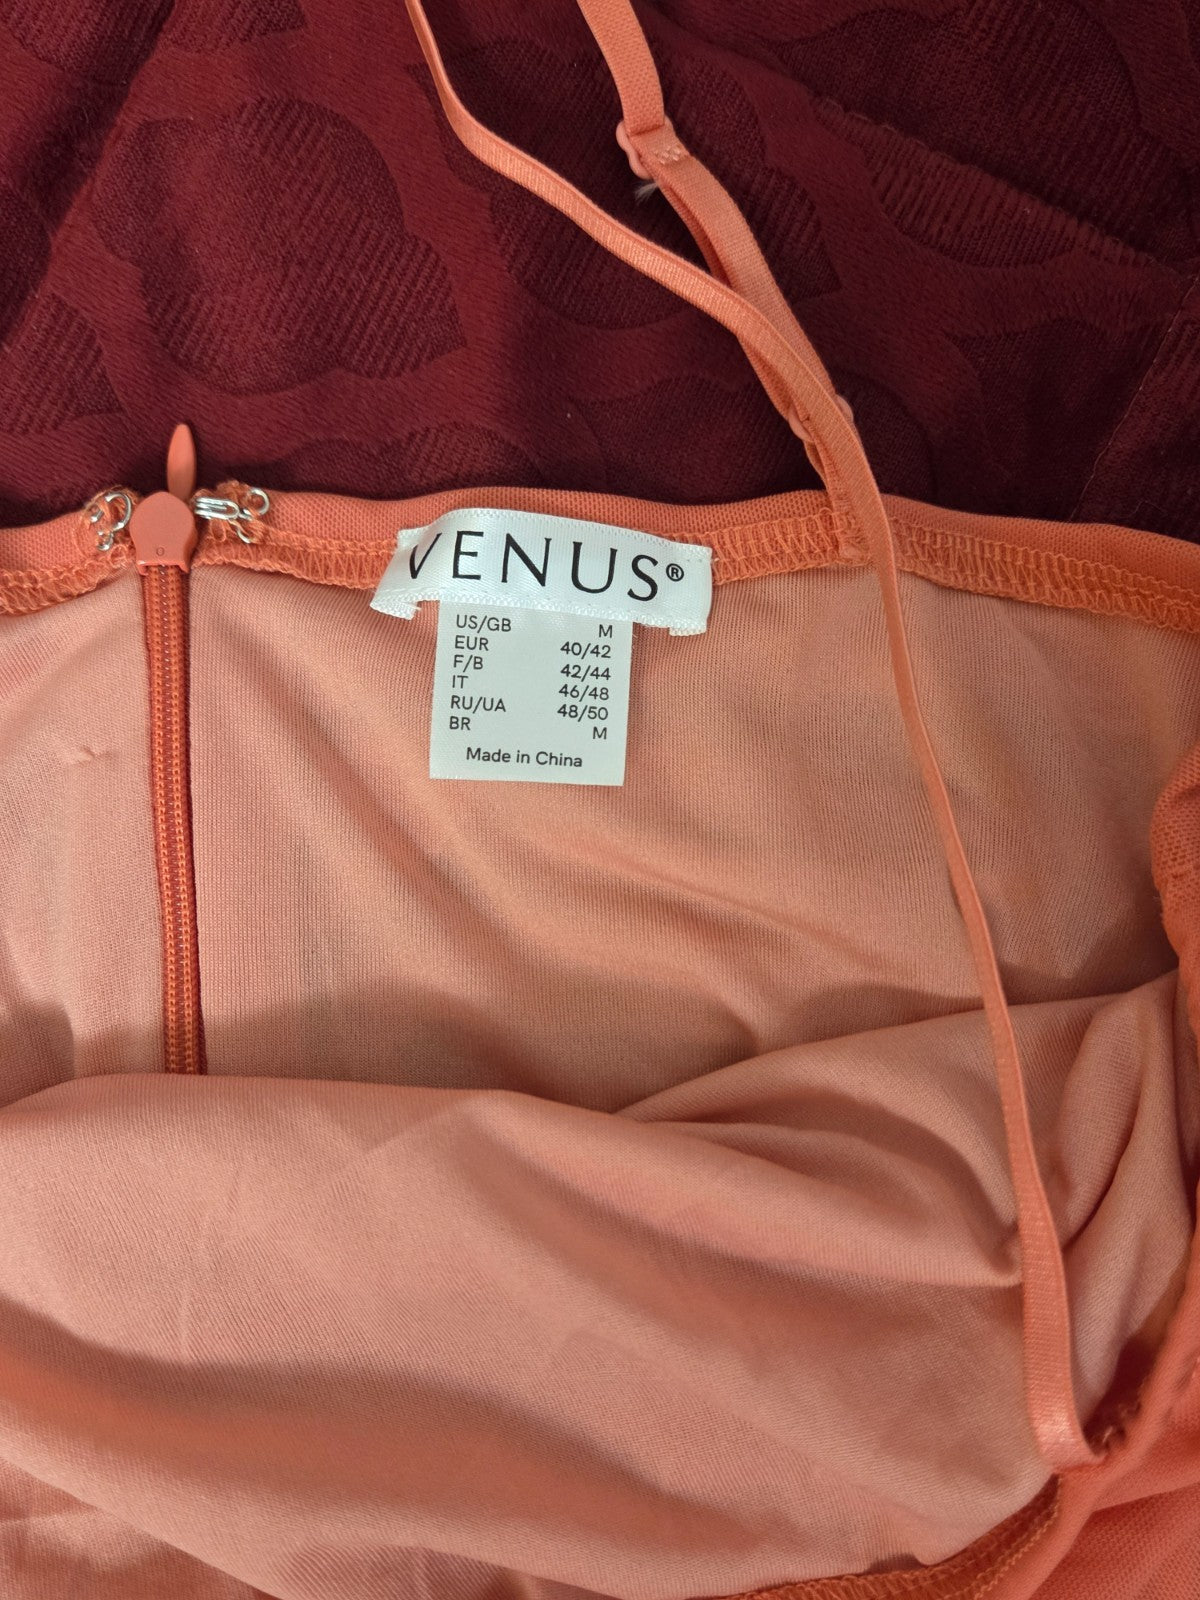 VENUS®
US/GB M
EUR 40/42
F/B 42/44
IT 46/48
RU/UA 48/50
BR M
Made in China